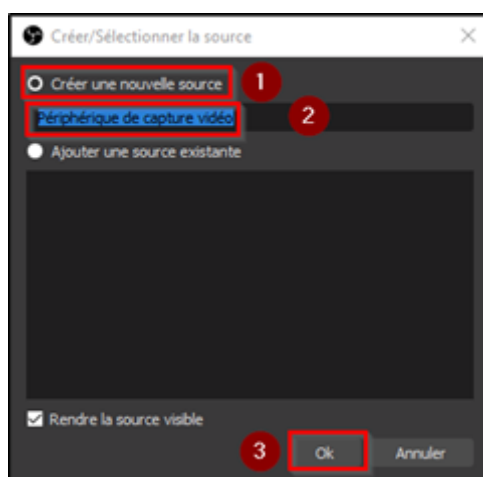 Créer/Sélectionner la source
Créer une nouvelle source 1
Périphérique de capture vidéo 2
Ajouter une source existante
Rendre la source visible
3 Ok Annuler